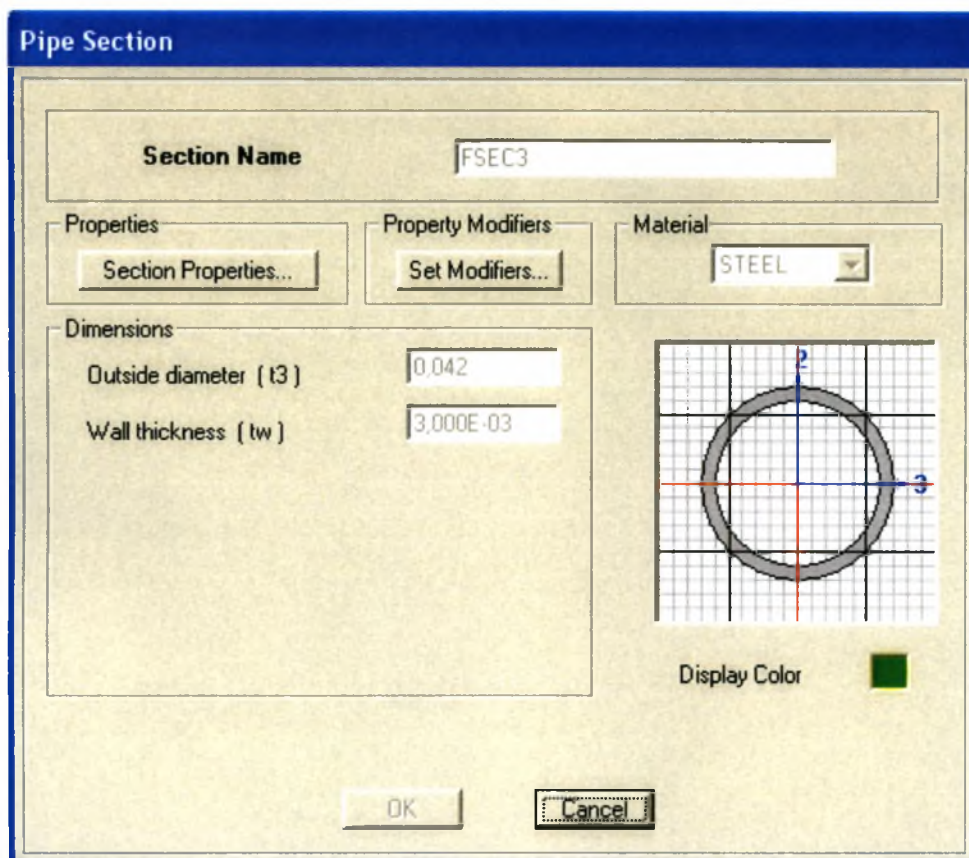 Pipe Section
Section Name FSEC3
Properties Property Modifiers Material
Section Properties... Set Modifiers... STEEL
Dimensions
Outside diameter ( t3 ) 0,042
Wall thickness ( tw ) 3,000E-03
2
3
Display Color
OK Cancel